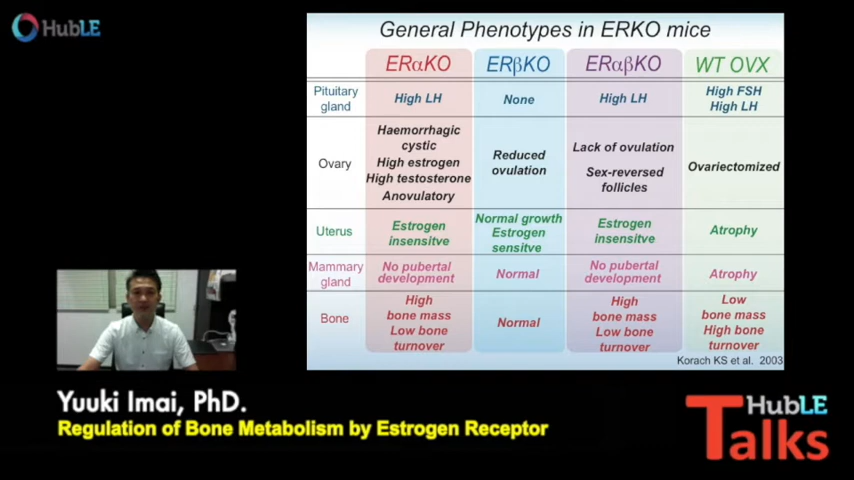 HubLE
General Phenotypes in ERKO mice
ERαKO ERβKO ERαβKO WT OVX
Pituitary
gland
High LH
None
High LH
High FSH
High LH
Ovary
Haemorrhagic
cystic
High estrogen
High testosterone
Anovulatory
Reduced
ovulation
Lack of ovulation
Sex-reversed
follicles
Ovariectomized
Uterus
Estrogen
insensitve
Normal growth
Estrogen
sensitve
Estrogen
insensitve
Atrophy
Mammary
gland
No pubertal
development
Normal
No pubertal
development
Atrophy
Bone
High
bone mass
Low bone
turnover
Normal
High
bone mass
Low bone
turnover
Low
bone mass
High bone
turnover
Korach KS et al. 2003
Yuuki Imai, PhD.
Regulation of Bone Metabolism by Estrogen Receptor
HubLE
Talks